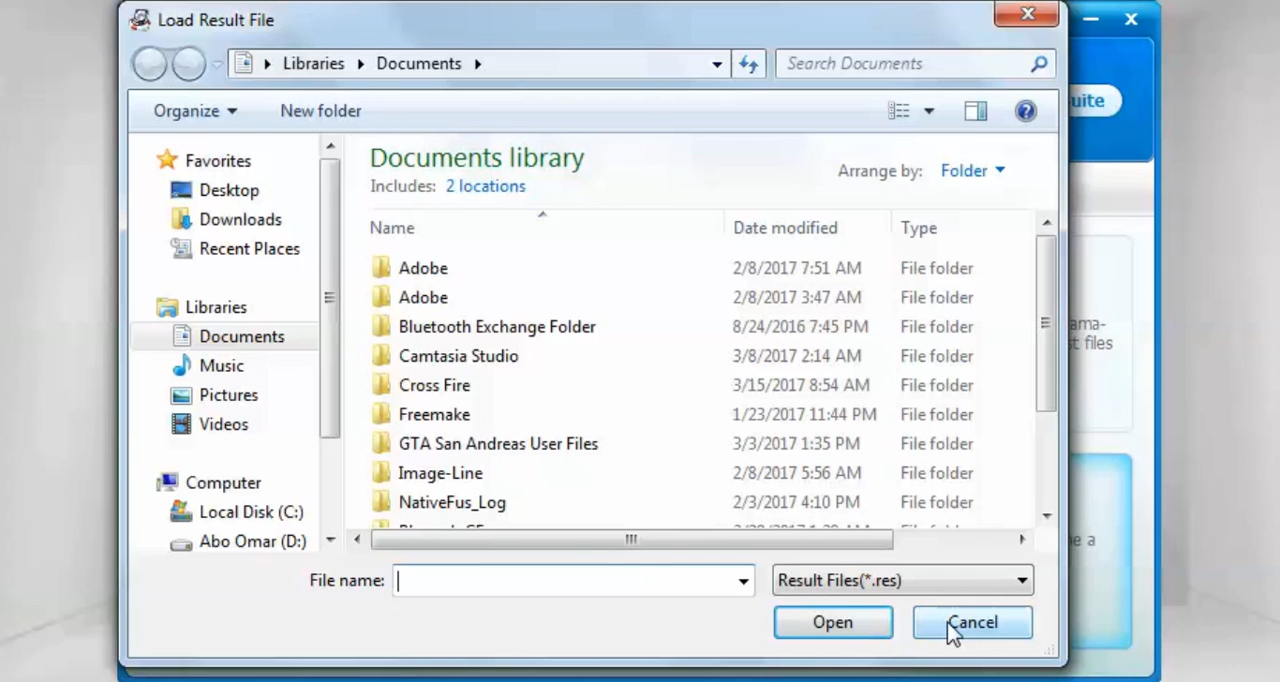 Load Result File
Libraries Documents
Search Documents
uite
Organize New folder
Documents library
Includes: 2 locations
Arrange by: Folder
Favorites
Desktop
Downloads
Recent Places
Libraries
Documents
Music
Pictures
Videos
Computer
Local Disk (C:)
Abo Omar (D:)
Name Date modified Type
Adobe 2/8/2017 7:51 AM File folder
Adobe 2/8/2017 3:47 AM File folder
Bluetooth Exchange Folder 8/24/2016 7:45 PM File folder
Camtasia Studio 3/8/2017 2:14 AM File folder
Cross Fire 3/15/2017 8:54 AM File folder
Freemake 1/23/2017 11:44 PM File folder
GTA San Andreas User Files 3/3/2017 1:35 PM File folder
Image-Line 2/8/2017 5:56 AM File folder
NativeFus_Log 2/3/2017 4:10 PM File folder
ama-
st files
e a
File name:
Result Files(*.res)
Open Cancel